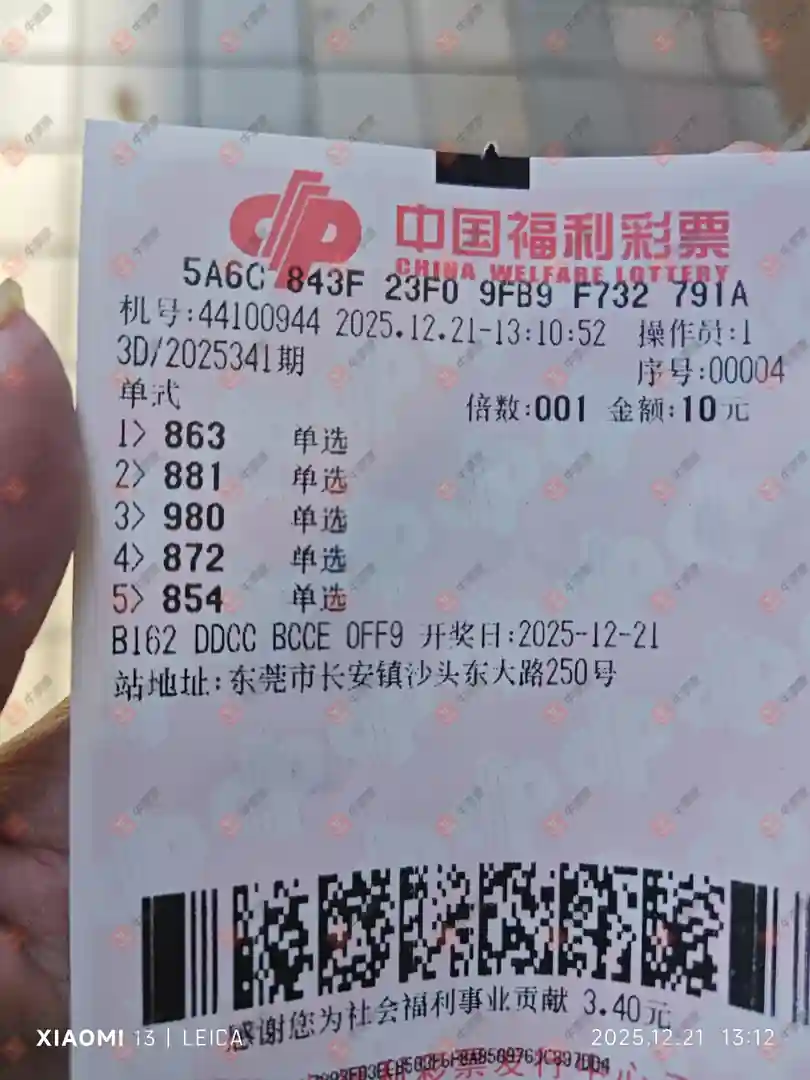 中国福利彩票
CHINA WELFARE LOTTERY
5A6C 843F 23F0 9FB9 F732 791A
机号:44100944 2025.12.21-13:10:52 操作员:1
3D/2025341期 序号:00004
单式 倍数:001 金额:10元
1> 863 单选
2> 881 单选
3> 980 单选
4> 872 单选
5> 854 单选
B162 DDCC BCCE 0FF9 开奖日:2025-12-21
站地址:东莞市长安镇沙头东大路250号
感谢您为社会福利事业贡献 3.40元
彩票发行中心
XIAOMI 13 | LEICA
2025.12.21 13:12